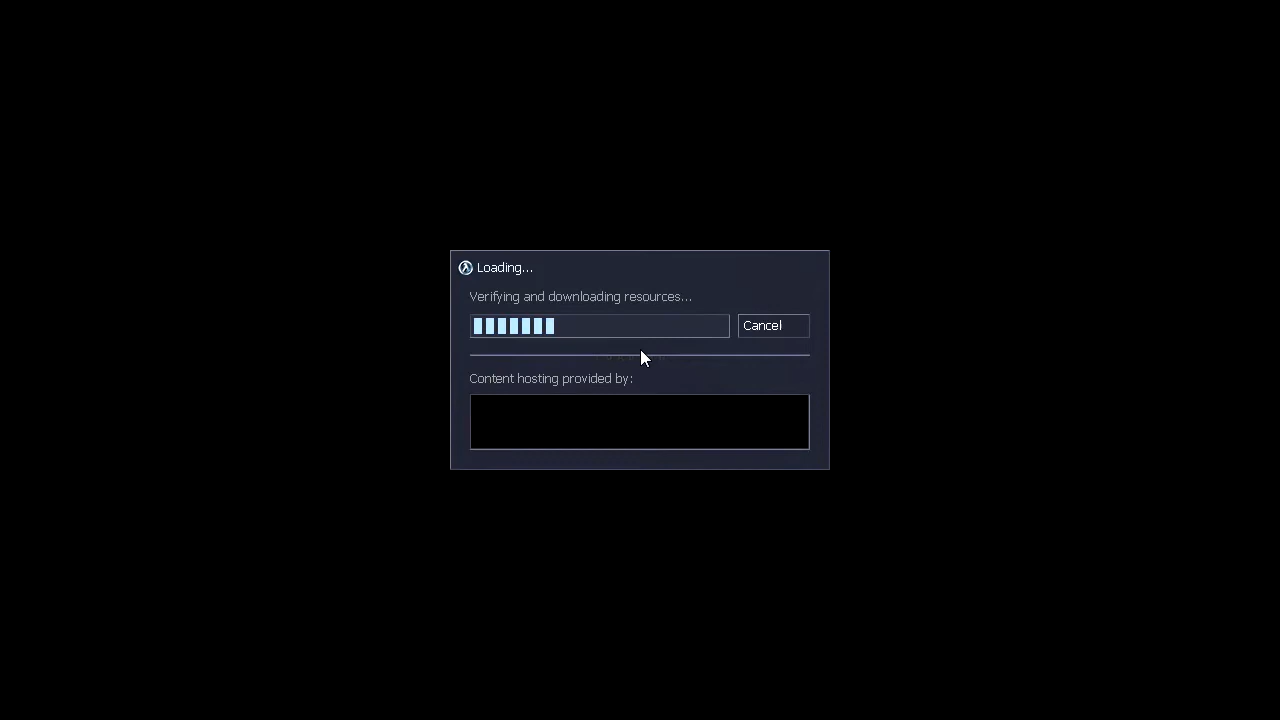 Loading...
Verifying and downloading resources...
Cancel
Content hosting provided by: